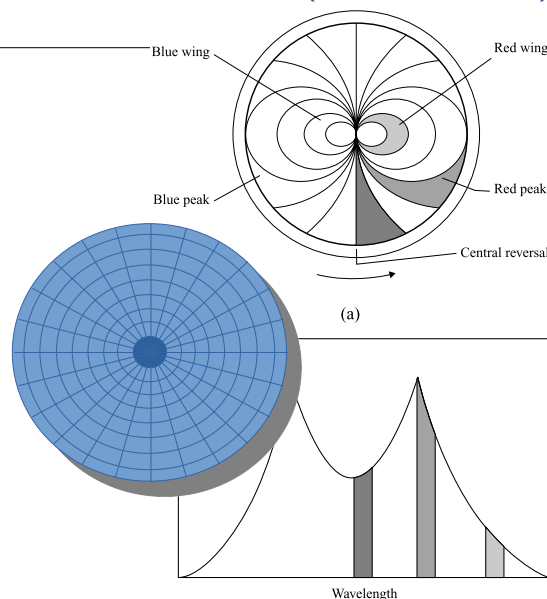 Blue wing
Red wing
Blue peak
Red peak
Central reversal
(a)
Wavelength